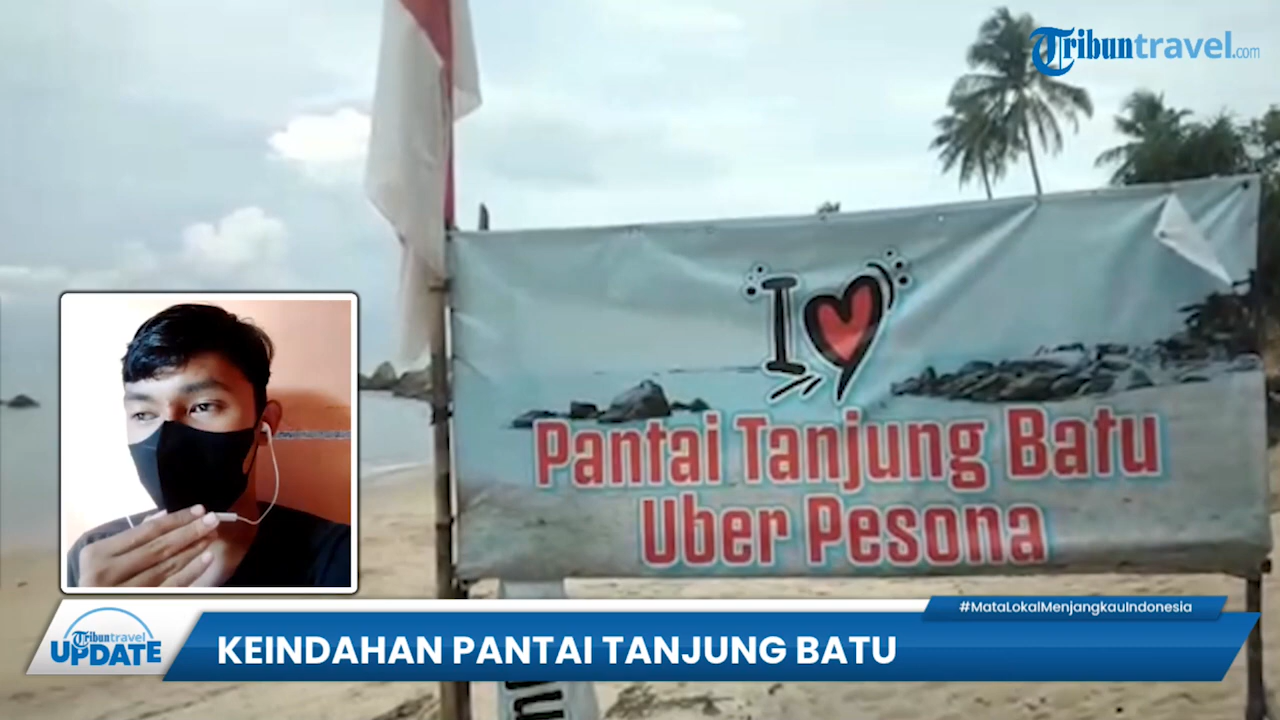 Tribuntravel.com
I
Pantai Tanjung Batu
Uber Pesona
#MataLokalMenjangkauIndonesia
Tribuntravel
UPDATE
KEINDAHAN PANTAI TANJUNG BATU